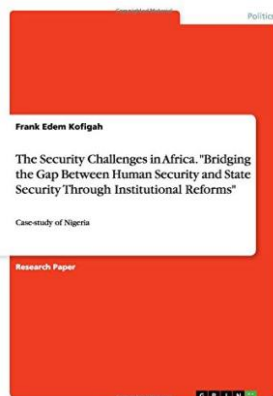 Politic
Frank Edem Kofigah
The Security Challenges in Africa. "Bridging
the Gap Between Human Security and State
Security Through Institutional Reforms"
Case-study of Nigeria
Research Paper
GRIN